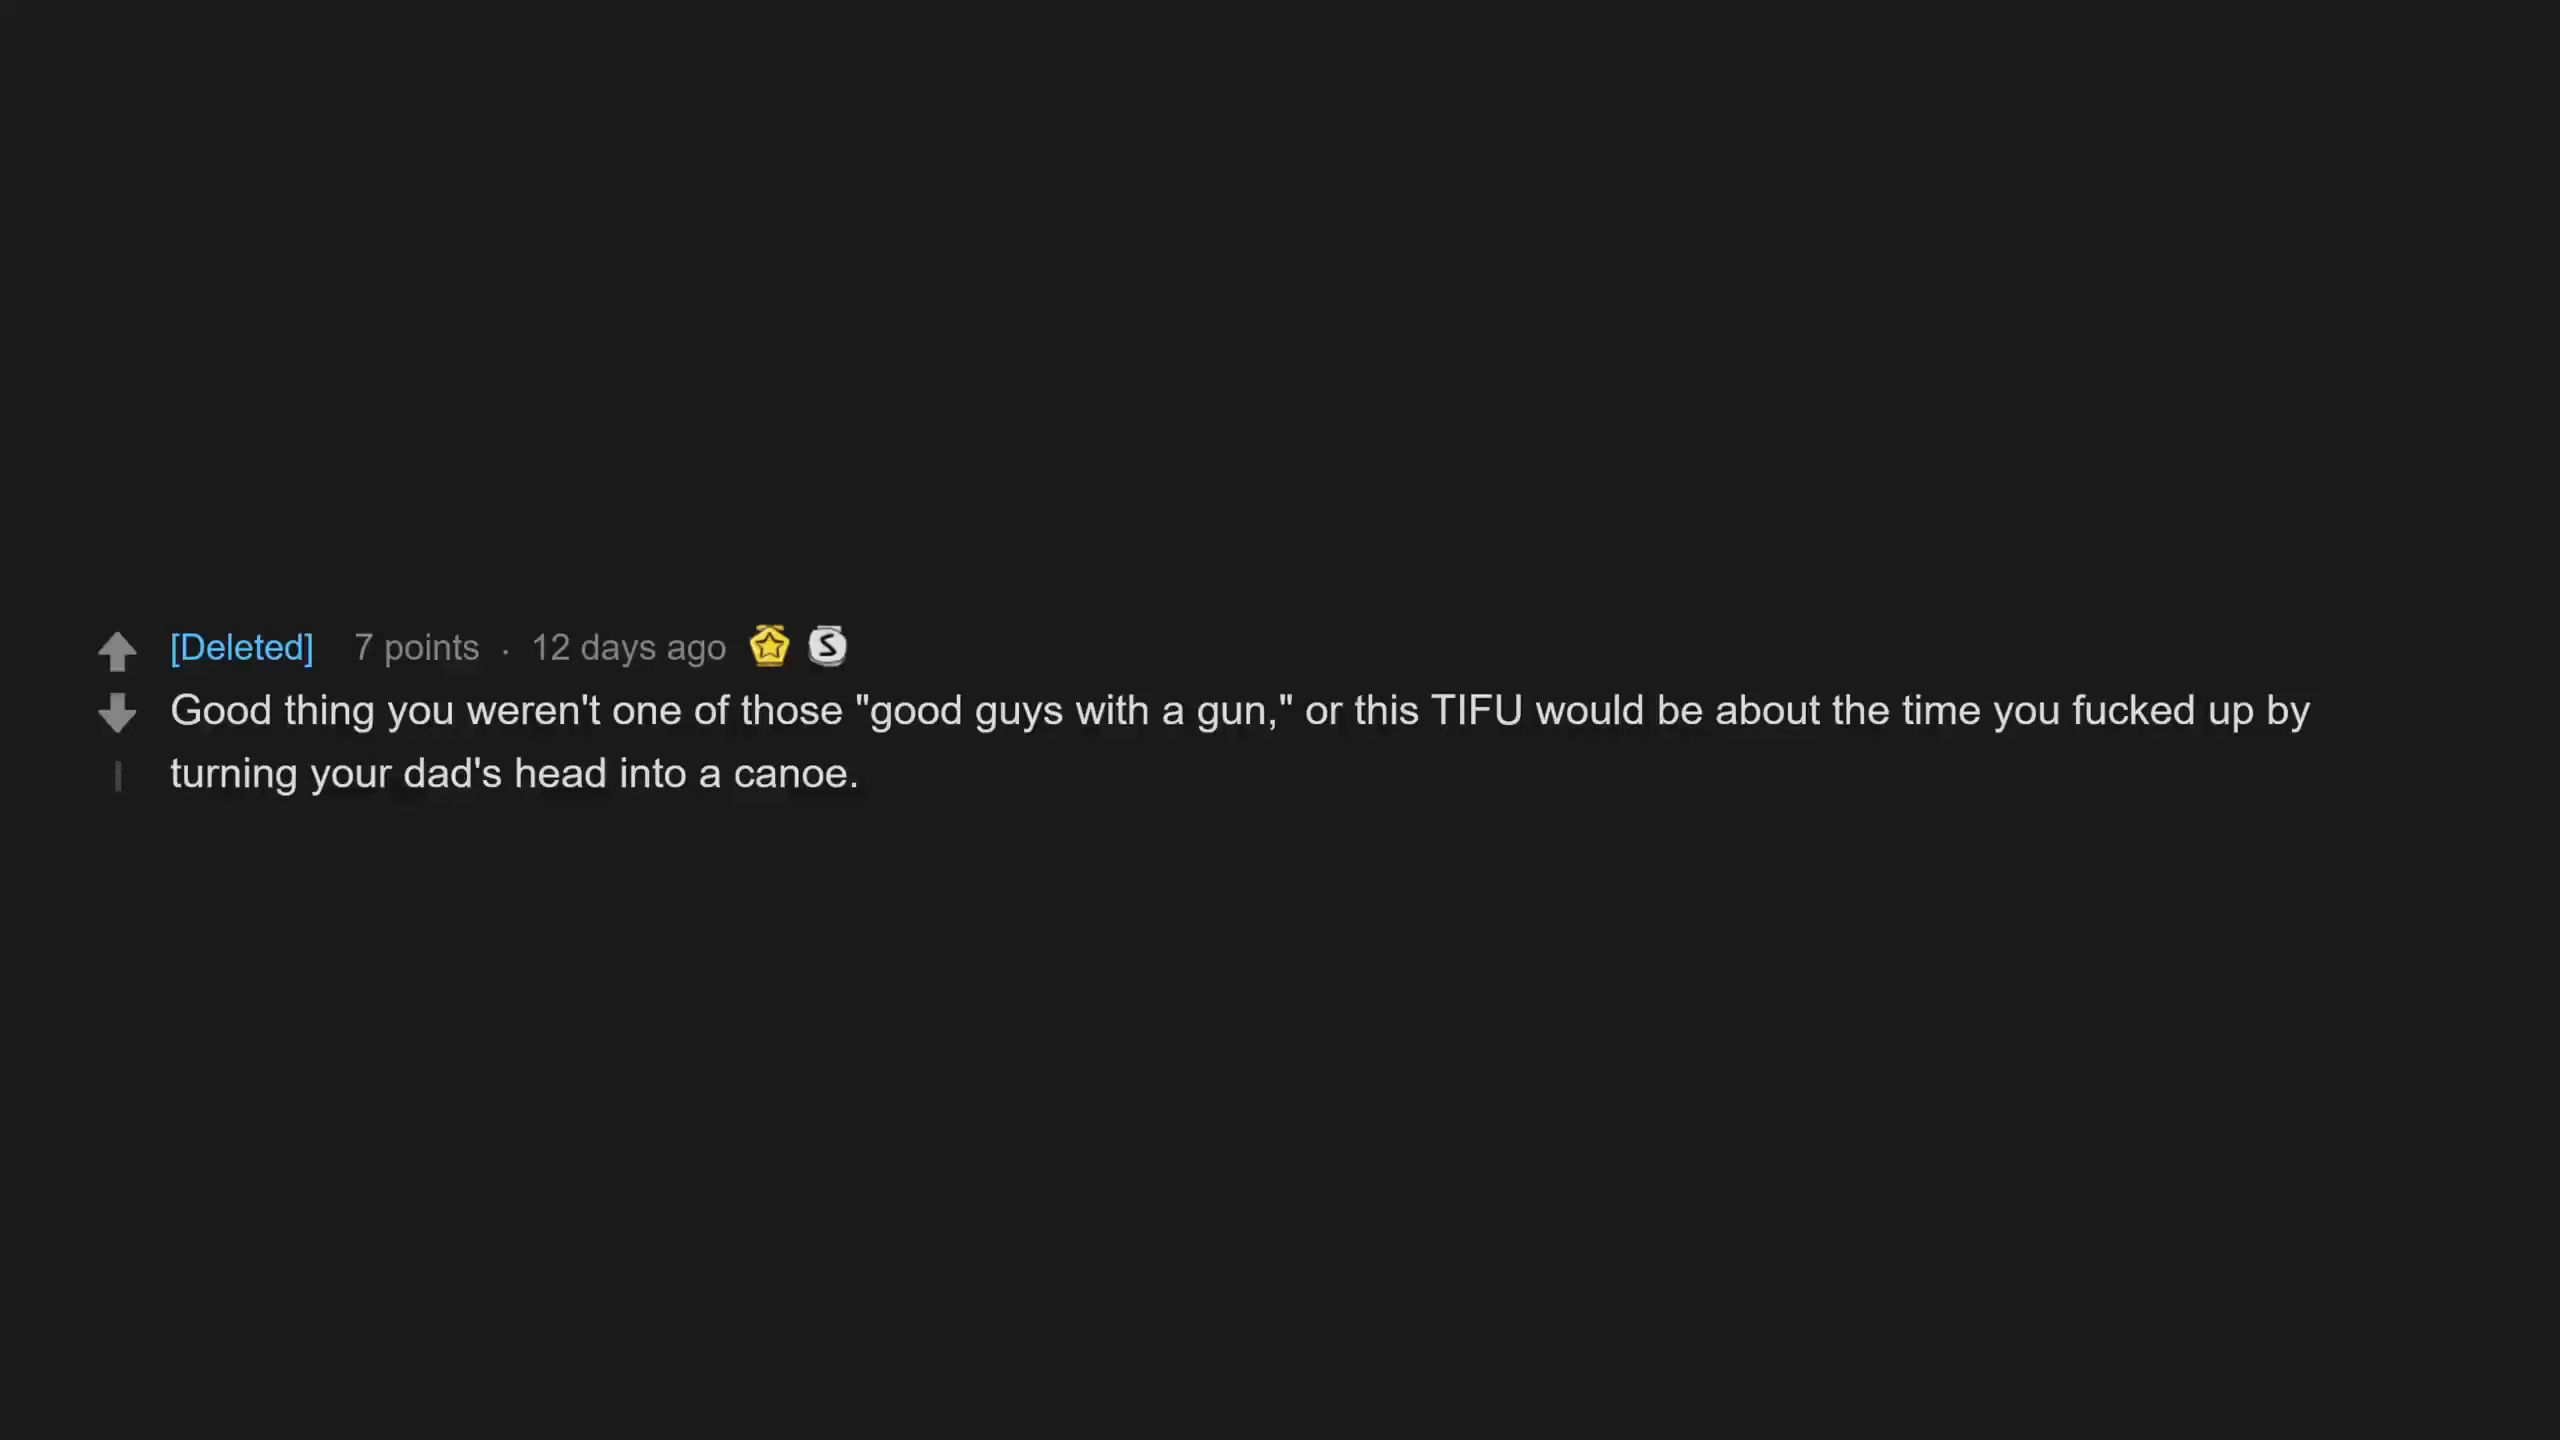 [Deleted] 7 points · 12 days ago
Good thing you weren't one of those "good guys with a gun," or this TIFU would be about the time you fucked up by
turning your dad's head into a canoe.